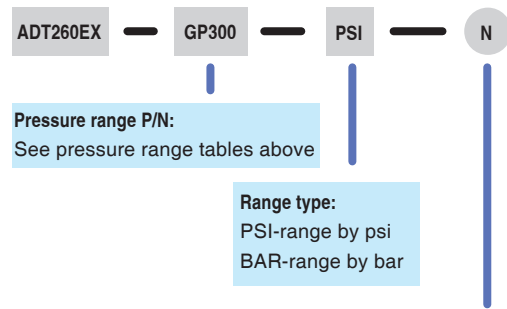 ADT260EX GP300 PSI N
Pressure range P/N:
See pressure range tables above
Range type:
PSI-range by psi
BAR-range by bar